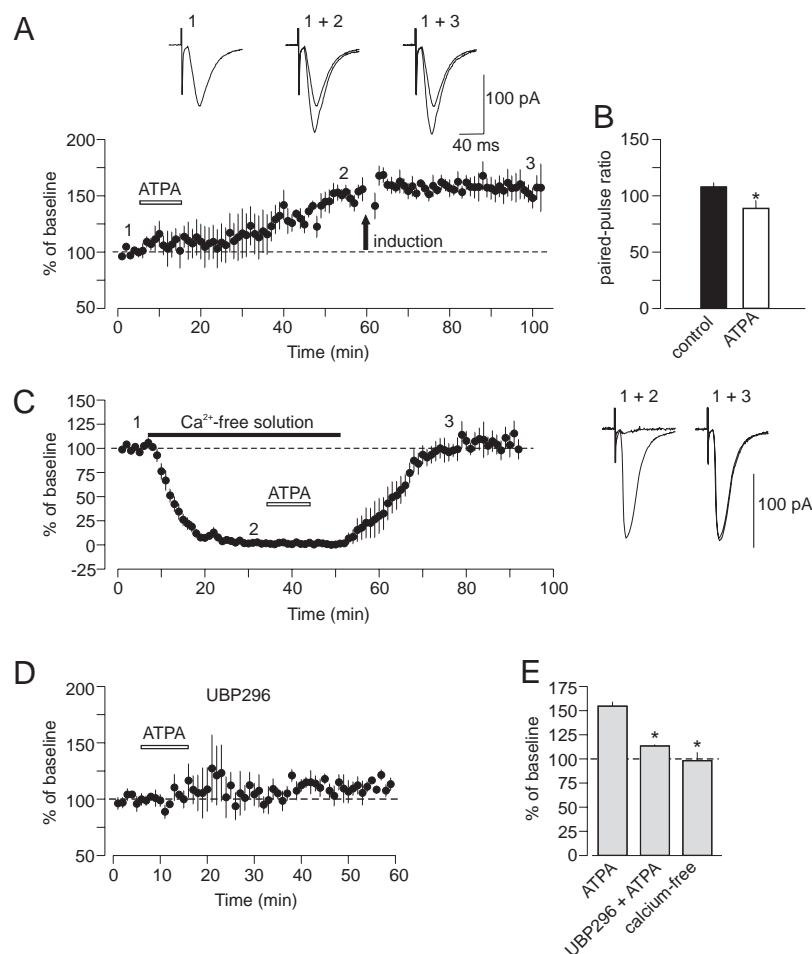 A
1
1 + 2
1 + 3
100 pA
40 ms
200
150
100
50
% of baseline
ATPA
1
2
3
induction
0
20
40
60
80
100
Time (min)
B
150
100
50
0
paired-pulse ratio
*
control
ATPA
C
150
125
100
75
50
25
0
-25
% of baseline
1
Ca²⁺-free solution
3
ATPA
2
0
20
40
60
80
100
Time (min)
1 + 2
1 + 3
100 pA
D
200
150
100
50
% of baseline
UBP296
ATPA
0
10
20
30
40
50
60
Time (min)
E
175
150
125
100
75
50
25
0
% of baseline
*
*
ATPA
UBP296 + ATPA
calcium-free